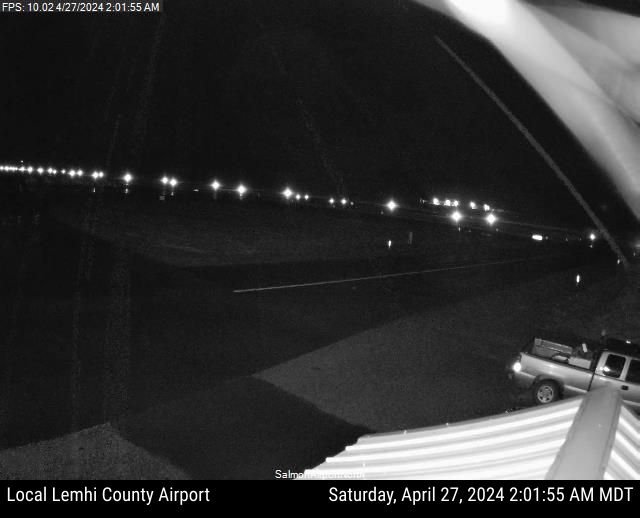 FPS: 10.02 4/27/2024 2:01:55 AM
Salmon
Local Lemhi County Airport Saturday, April 27, 2024 2:01:55 AM MDT